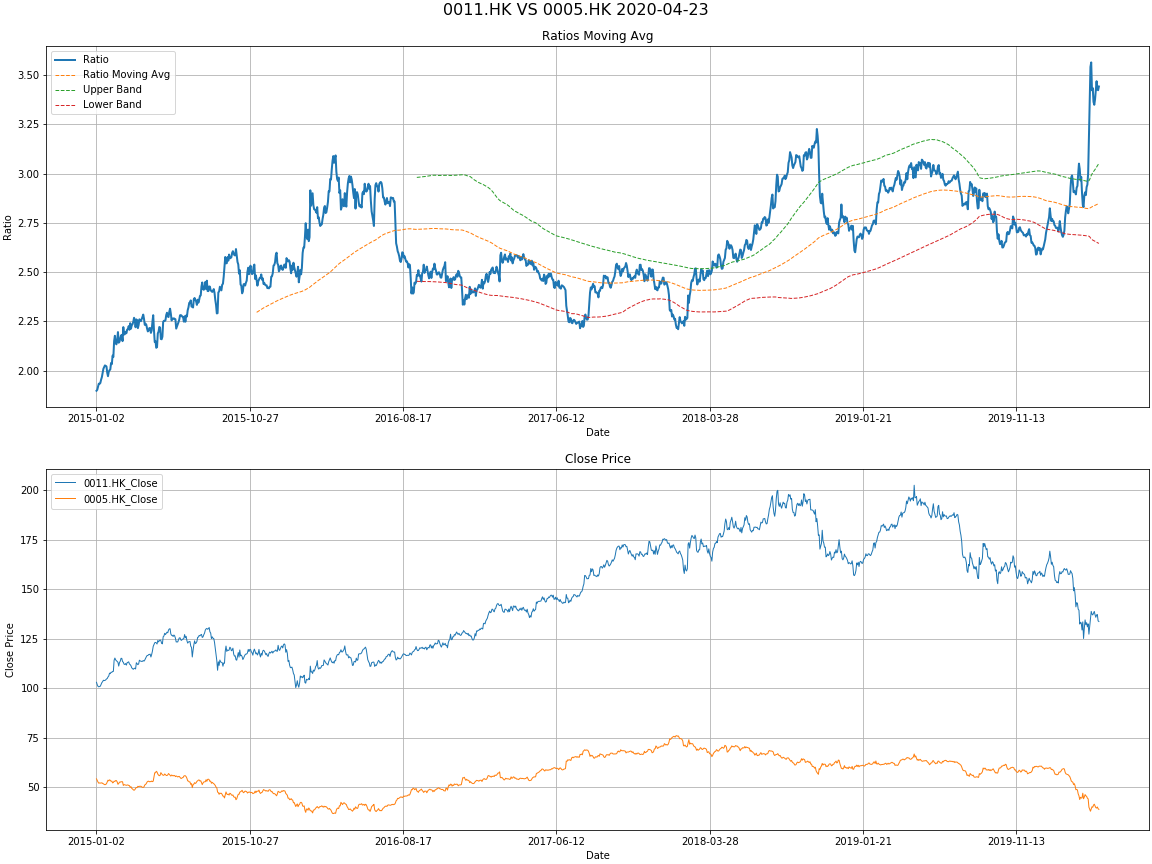 0011.HK VS 0005.HK 2020-04-23
Ratios Moving Avg
Ratio
Ratio Moving Avg
Upper Band
Lower Band
3.50
3.25
3.00
2.75
2.50
2.25
2.00
Ratio
2015-01-02 2015-10-27 2016-08-17 2017-06-12 2018-03-28 2019-01-21 2019-11-13
Date
Close Price
0011.HK_Close
0005.HK_Close
200
175
150
125
100
75
50
Close Price
2015-01-02 2015-10-27 2016-08-17 2017-06-12 2018-03-28 2019-01-21 2019-11-13
Date